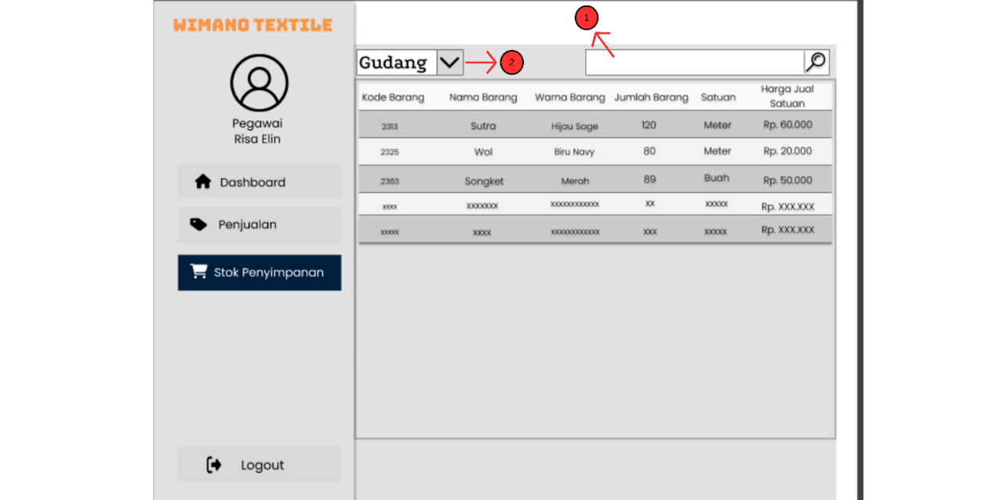 WIMANO TEXTILE
Pegawai
Risa Elin
Dashboard
Penjualan
Stok Penyimpanan
Logout
1
Gudang
2
Kode Barang Nama Barang Warna Barang Jumlah Barang Satuan Harga Jual Satuan
2313 Sutra Hijau Sage 120 Meter Rp. 60.000
2325 Wol Biru Navy 80 Meter Rp. 20.000
2363 Songket Merah 89 Buah Rp. 50.000
xxxx xxxxxxx xxxxxxxxxxxx xx xxxxx Rp. XXX.XXX
xxxxx xxxx xxxxxxxxxxxx xxx xxxxx Rp. XXX.XXX